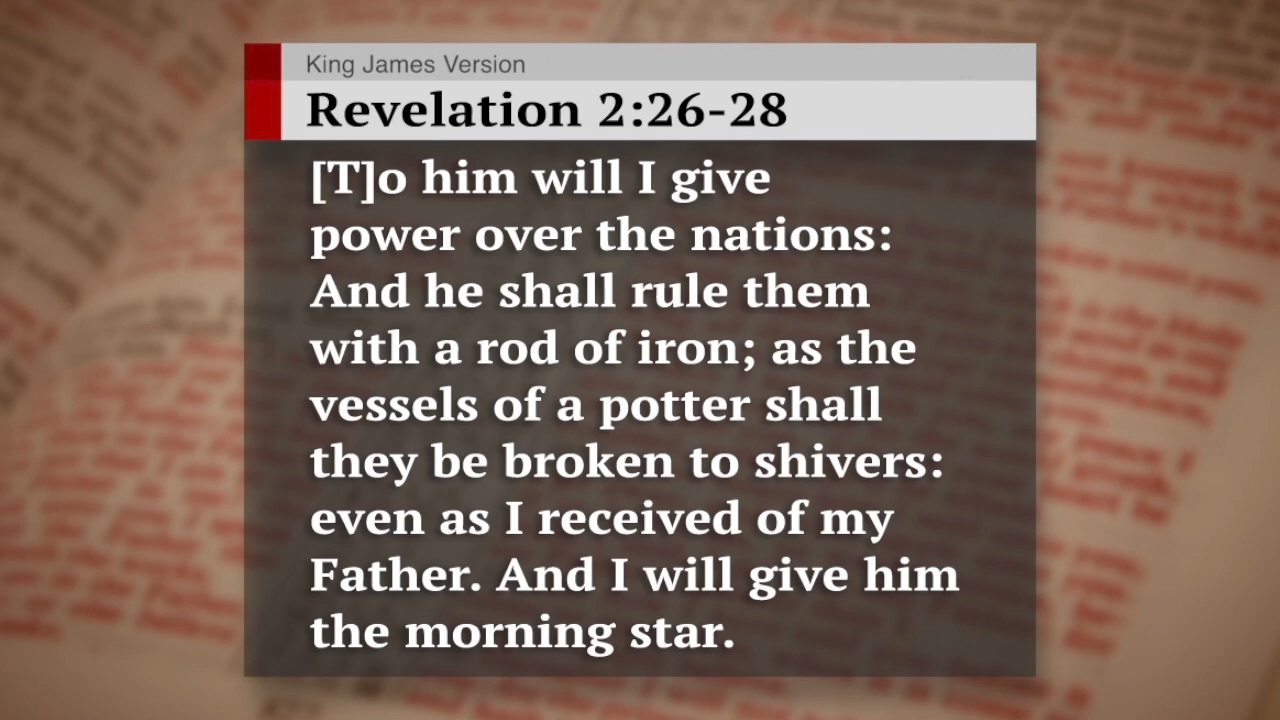 King James Version
Revelation 2:26-28
[T]o him will I give
power over the nations:
And he shall rule them
with a rod of iron; as the
vessels of a potter shall
they be broken to shivers:
even as I received of my
Father. And I will give him
the morning star.